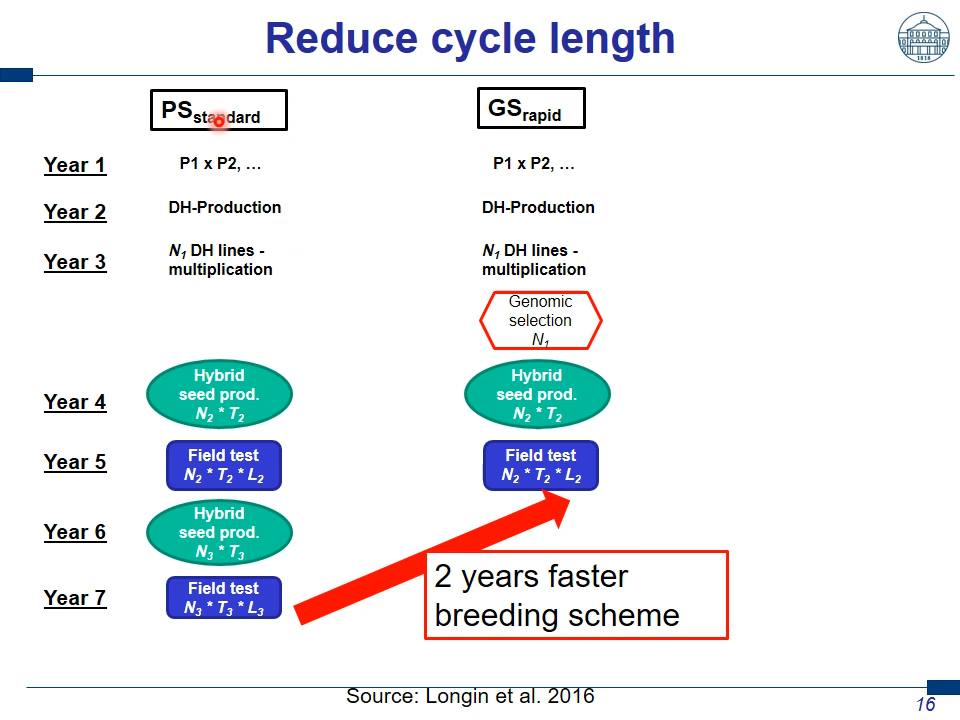 Reduce cycle length
PSstandard
GSrapid
Year 1
P1 x P2, …
P1 x P2, …
Year 2
DH-Production
DH-Production
Year 3
N1 DH lines -
multiplication
N1 DH lines -
multiplication
Genomic
selection
N1
Year 4
Hybrid
seed prod.
N2 * T2
Hybrid
seed prod.
N2 * T2
Year 5
Field test
N2 * T2 * L2
Field test
N2 * T2 * L2
Year 6
Hybrid
seed prod.
N3 * T3
Year 7
Field test
N3 * T3 * L3
2 years faster
breeding scheme
Source: Longin et al. 2016
16